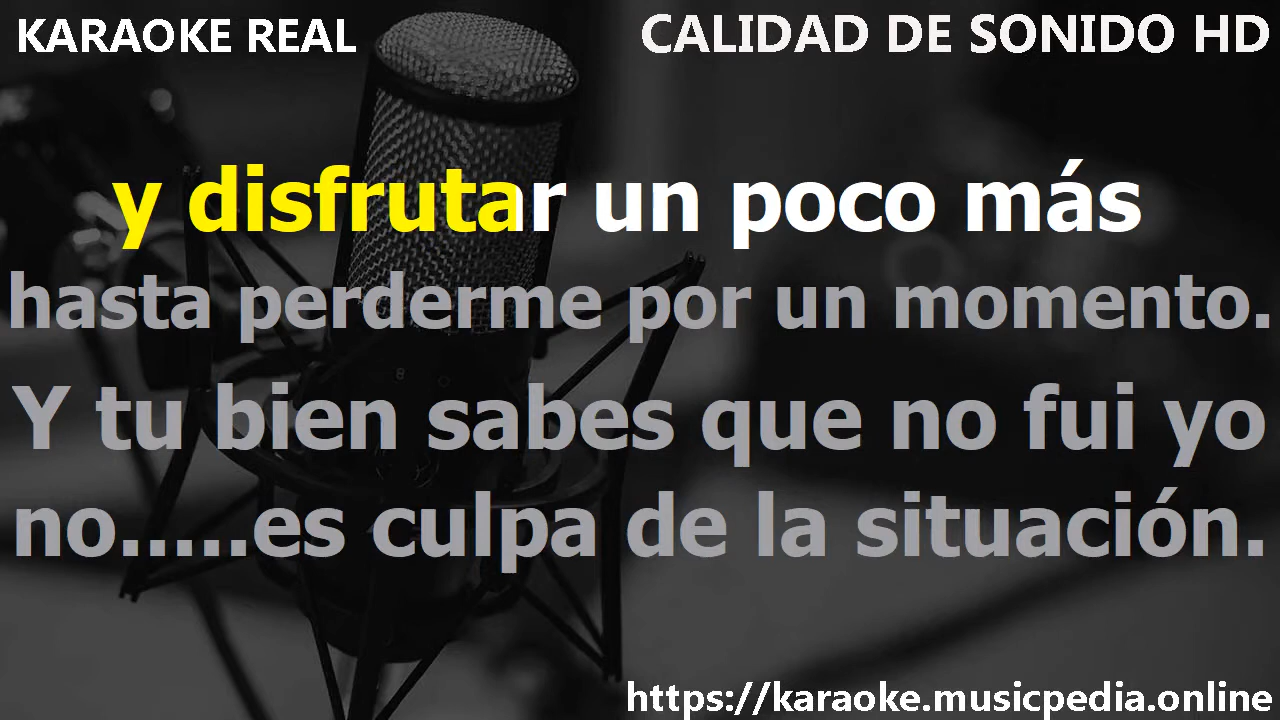 KARAOKE REAL
CALIDAD DE SONIDO HD
y disfrutar un poco más
hasta perderme por un momento.
Y tu bien sabes que no fui yo
no.....es culpa de la situación.
https://karaoke.musicpedia.online